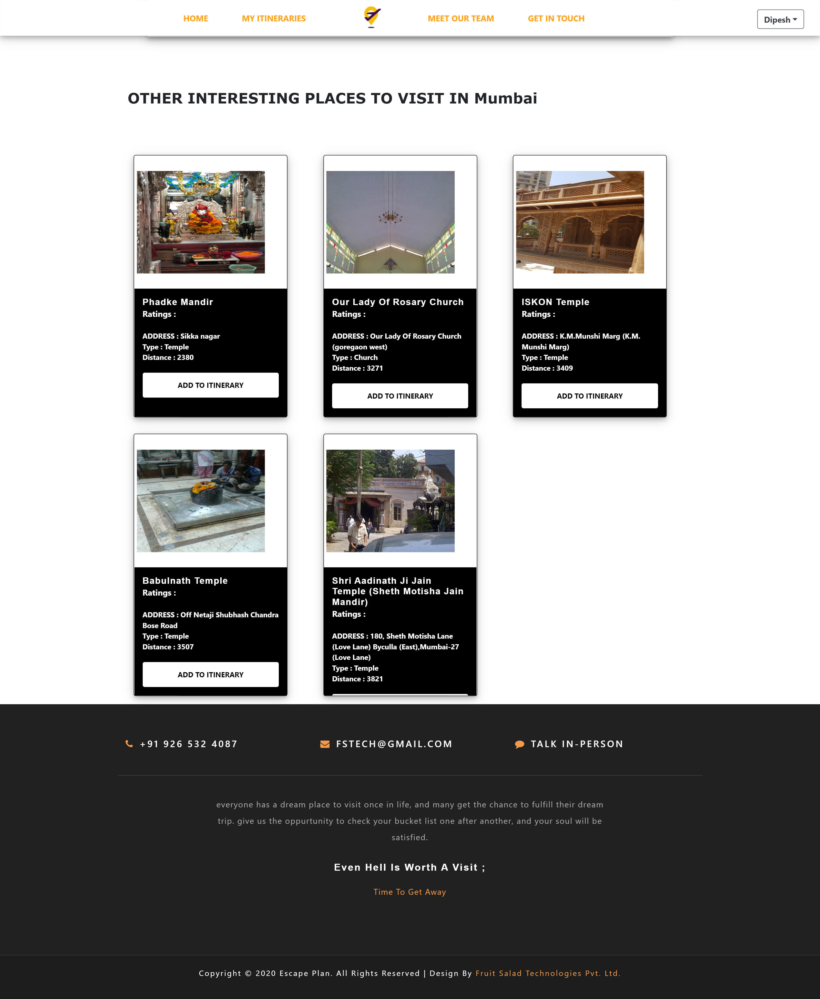 HOME
MY ITINERARIES
MEET OUR TEAM
GET IN TOUCH
Dipesh
OTHER INTERESTING PLACES TO VISIT IN Mumbai
Phadke Mandir
Ratings :
ADDRESS : Sikka nagar
Type : Temple
Distance : 2380
ADD TO ITINERARY
Our Lady Of Rosary Church
Ratings :
ADDRESS : Our Lady Of Rosary Church
(goregaon west)
Type : Church
Distance : 3271
ADD TO ITINERARY
ISKON Temple
Ratings :
ADDRESS : K.M.Munshi Marg (K.M.
Munshi Marg)
Type : Temple
Distance : 3409
ADD TO ITINERARY
Babulnath Temple
Ratings :
ADDRESS : Off Netaji Shubhash Chandra
Bose Road
Type : Temple
Distance : 3507
ADD TO ITINERARY
Shri Aadinath Ji Jain
Temple (Sheth Motisha Jain
Mandir)
Ratings :
ADDRESS : 180, Sheth Motisha Lane
(Love Lane) Byculla (East),Mumbai-27
(Love Lane)
Type : Temple
Distance : 3821
+91 926 532 4087
FSTECH@GMAIL.COM
TALK IN-PERSON
everyone has a dream place to visit once in life, and many get the chance to fulfill their dream
trip. give us the oppurtunity to check your bucket list one after another, and your soul will be
satisfied.
Even Hell Is Worth A Visit ;
Time To Get Away
Copyright © 2020 Escape Plan. All Rights Reserved | Design By Fruit Salad Technologies Pvt. Ltd.